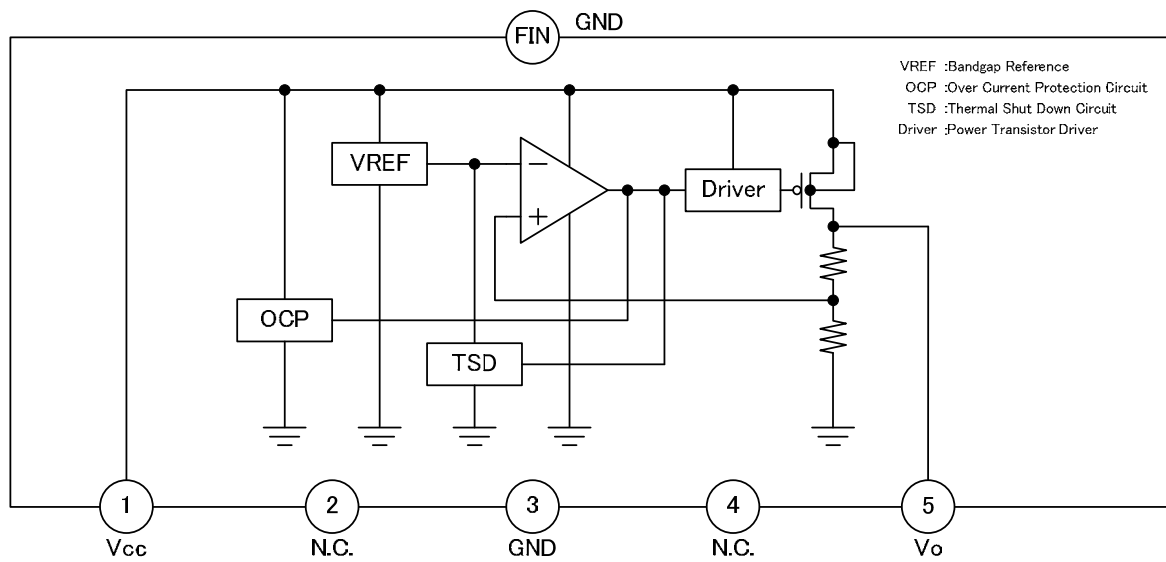 FIN GND
VREF :Bandgap Reference
OCP :Over Current Protection Circuit
TSD :Thermal Shut Down Circuit
Driver :Power Transistor Driver
VREF
−
+
Driver
OCP
TSD
1 2 3 4 5
Vcc N.C. GND N.C. Vo